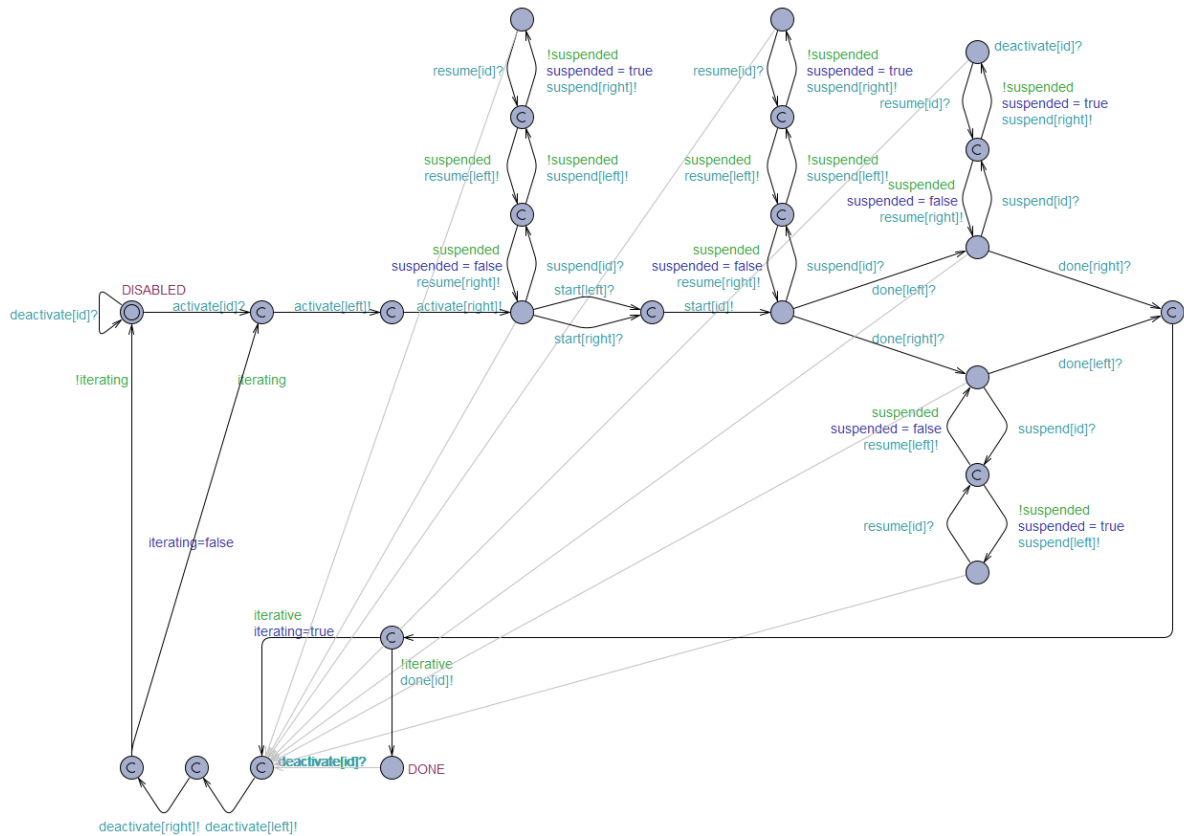 !suspended
suspended = true
suspend[right]!
resume[id]?
suspended
resume[left]!
!suspended
suspend[left]!
suspended
suspended = false
resume[right]!
suspend[id]?
!suspended
suspended = true
suspend[right]!
resume[id]?
suspended
resume[left]!
!suspended
suspend[left]!
suspended
suspended = false
resume[right]!
suspend[id]?
deactivate[id]?
!suspended
suspended = true
suspend[right]!
resume[id]?
suspended
suspended = false
resume[right]!
suspend[id]?
DISABLED
deactivate[id]?
activate[id]?
C
activate[left]!
C
activate[right]!
start[left]?
start[right]?
C
start[id]!
done[left]?
done[right]?
done[right]?
done[left]?
C
!iterating
iterating
iterating=false
suspended
suspended = false
resume[left]!
suspend[id]?
C
resume[id]?
!suspended
suspended = true
suspend[left]!
iterative
iterating=true
C
!iterative
done[id]!
C
C
C
deactivate[id]?
DONE
deactivate[right]!
deactivate[left]!
C
C
C
C
C